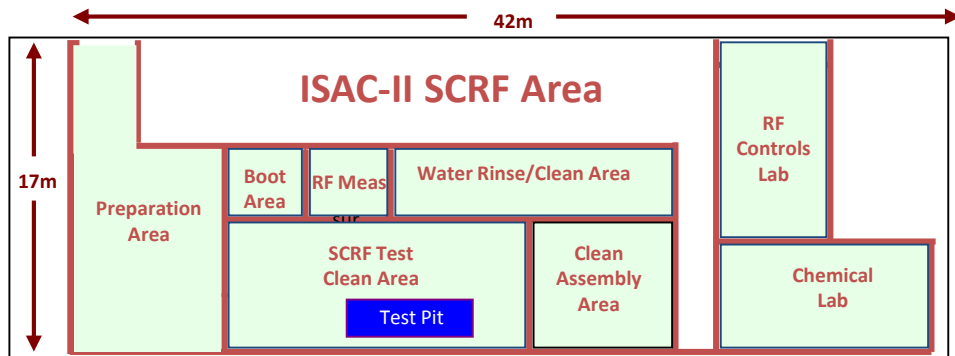 42m
ISAC-II SCRF Area
17m
Preparation
Area
Boot
Area
RF Meas
sur
Water Rinse/Clean Area
RF
Controls
Lab
SCRF Test
Clean Area
Test Pit
Clean
Assembly
Area
Chemical
Lab